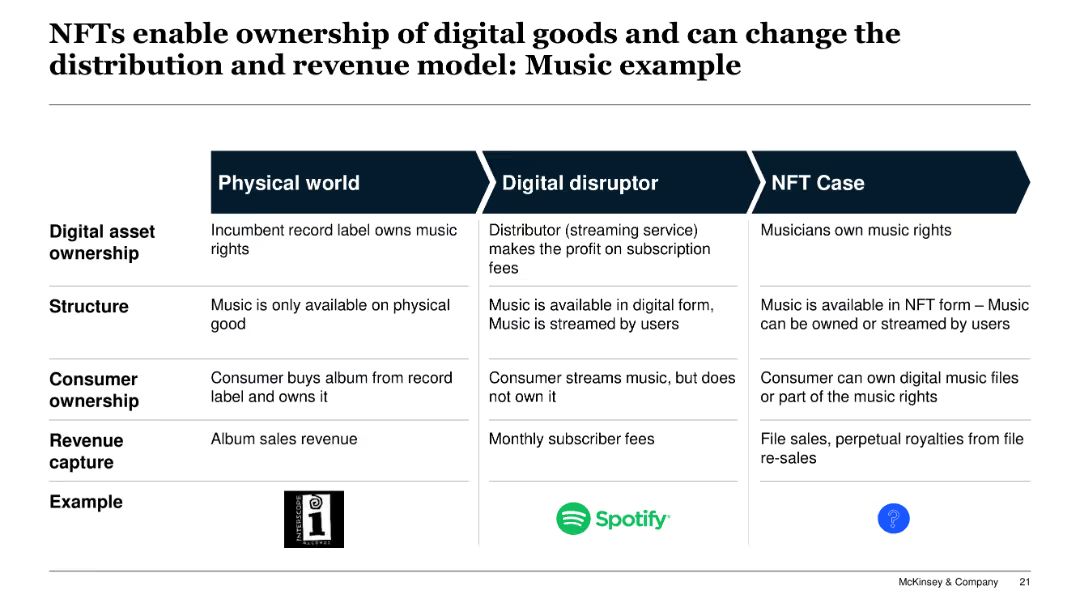 NFTs enable ownership of digital goods and can change the
distribution and revenue model: Music example
Physical world
Digital disruptor
NFT Case
Digital asset
ownership
Incumbent record label owns music
rights
Distributor (streaming service)
makes the profit on subscription
fees
Musicians own music rights
Structure
Music is only available on physical
good
Music is available in digital form,
Music is streamed by users
Music is available in NFT form – Music
can be owned or streamed by users
Consumer
ownership
Consumer buys album from record
label and owns it
Consumer streams music, but does
not own it
Consumer can own digital music files
or part of the music rights
Revenue
capture
Album sales revenue
Monthly subscriber fees
File sales, perpetual royalties from file
re-sales
Example
INTERSCOPE
i
RECORDS
Spotify
?
McKinsey & Company
21